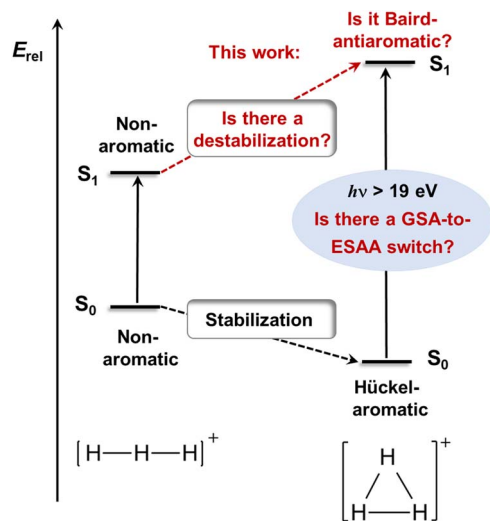 E_rel
This work:
Is it Baird-
antiaromatic?
S₁
Non-
aromatic
Is there a
destabilization?
S₁
hν > 19 eV
Is there a GSA-to-
ESAA switch?
S₀
Non-
aromatic
Stabilization
S₀
Hückel-
aromatic
[H—H—H]⁺
[H
H—H]⁺